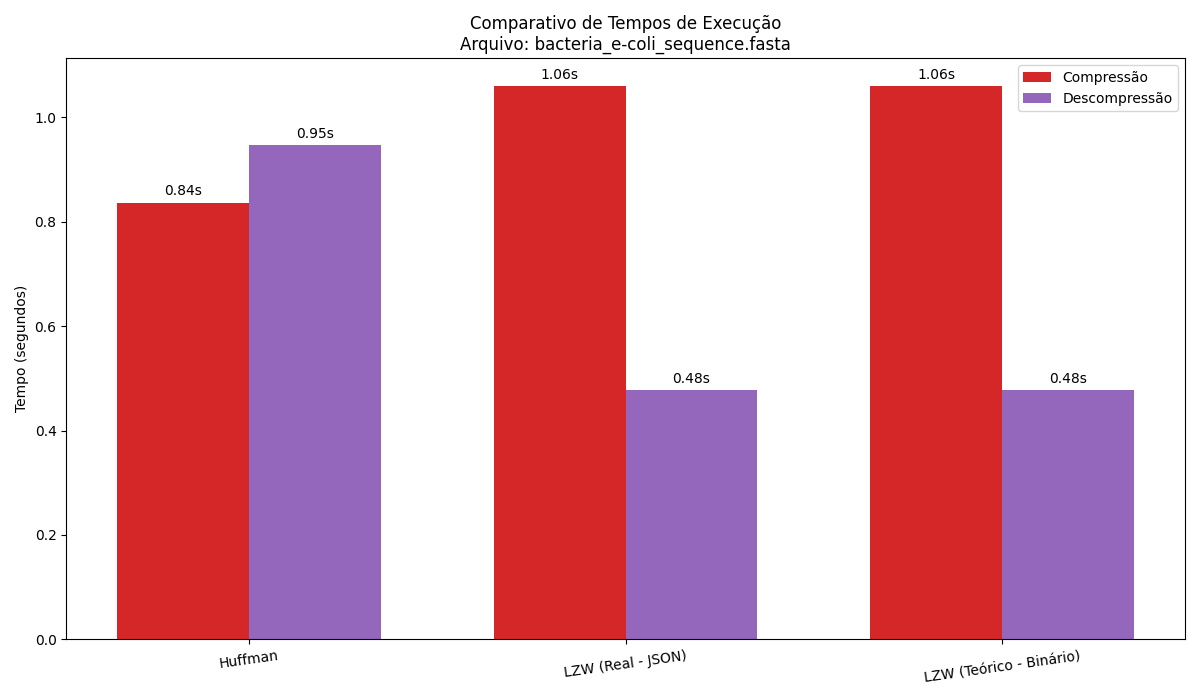 Comparativo de Tempos de Execução
Arquivo: bacteria_e-coli_sequence.fasta
Compressão
Descompressão
Tempo (segundos)
1.0
0.8
0.6
0.4
0.2
0.0
0.84s
0.95s
1.06s
0.48s
1.06s
0.48s
Huffman
LZW (Real - JSON)
LZW (Teórico - Binário)